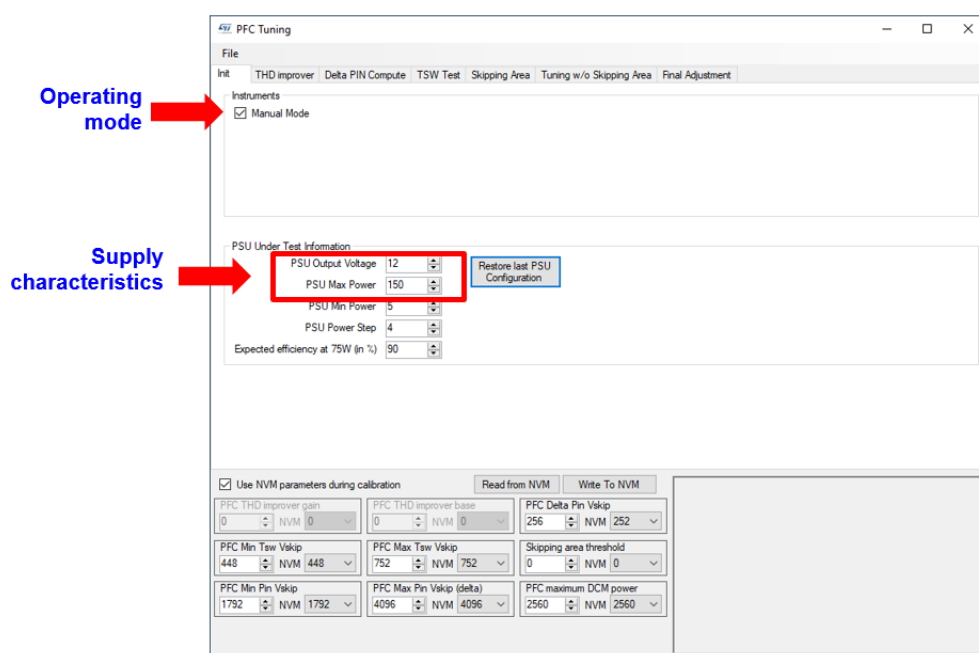 PFC Tuning
File
Init THD improver Delta PIN Compute TSW Test Skipping Area Tuning w/o Skipping Area Final Adjustment
Operating
mode
Instruments
Manual Mode
Supply
characteristics
PSU Under Test Information
PSU Output Voltage 12
PSU Max Power 150
Restore last PSU
Configuration
PSU Min Power 5
PSU Power Step 4
Expected efficiency at 75W (in %) 90
Use NVM parameters during calibration Read from NVM Write To NVM
PFC THD improver gain PFC THD improver base PFC Delta Pin Vskip
0 NVM 0 0 NVM 0 256 NVM 252
PFC Min Tsw Vskip PFC Max Tsw Vskip Skipping area threshold
448 NVM 448 752 NVM 752 0 NVM 0
PFC Min Pin Vskip PFC Max Pin Vskip (delta) PFC maximum DCM power
1792 NVM 1792 4096 NVM 4096 2560 NVM 2560